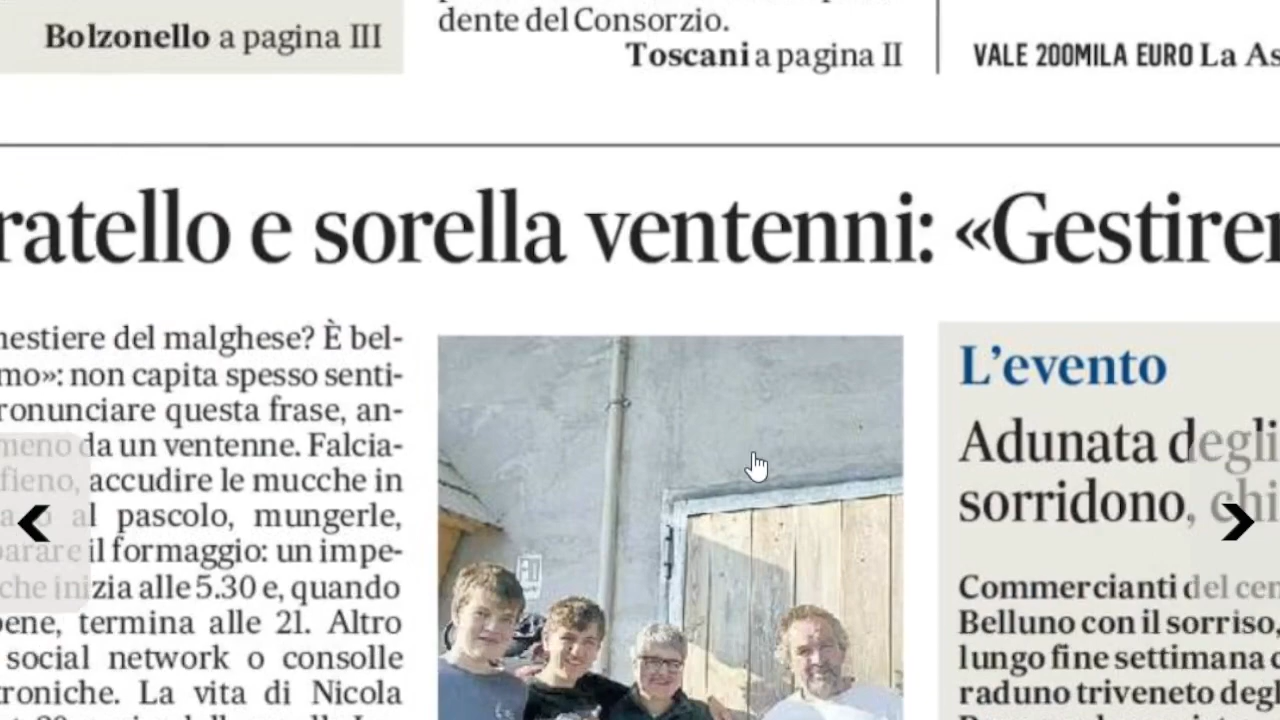 Bolzonello a pagina III
dente del Consorzio.
Toscani a pagina II
VALE 200MILA EURO La As
ratello e sorella ventenni: «Gestirer
mestiere del malghese? È bel-
mo»: non capita spesso senti-
ronunciare questa frase, an-
meno da un ventenne. Falcia-
fieno, accudire le mucche in
al pascolo, mungerle,
parare il formaggio: un impe-
che inizia alle 5.30 e, quando
bene, termina alle 21. Altro
social network o consolle
troniche. La vita di Nicola
L'evento
Adunata degli
sorridono, chi
Commercianti del cen
Belluno con il sorriso,
lungo fine settimana
raduno triveneto degl